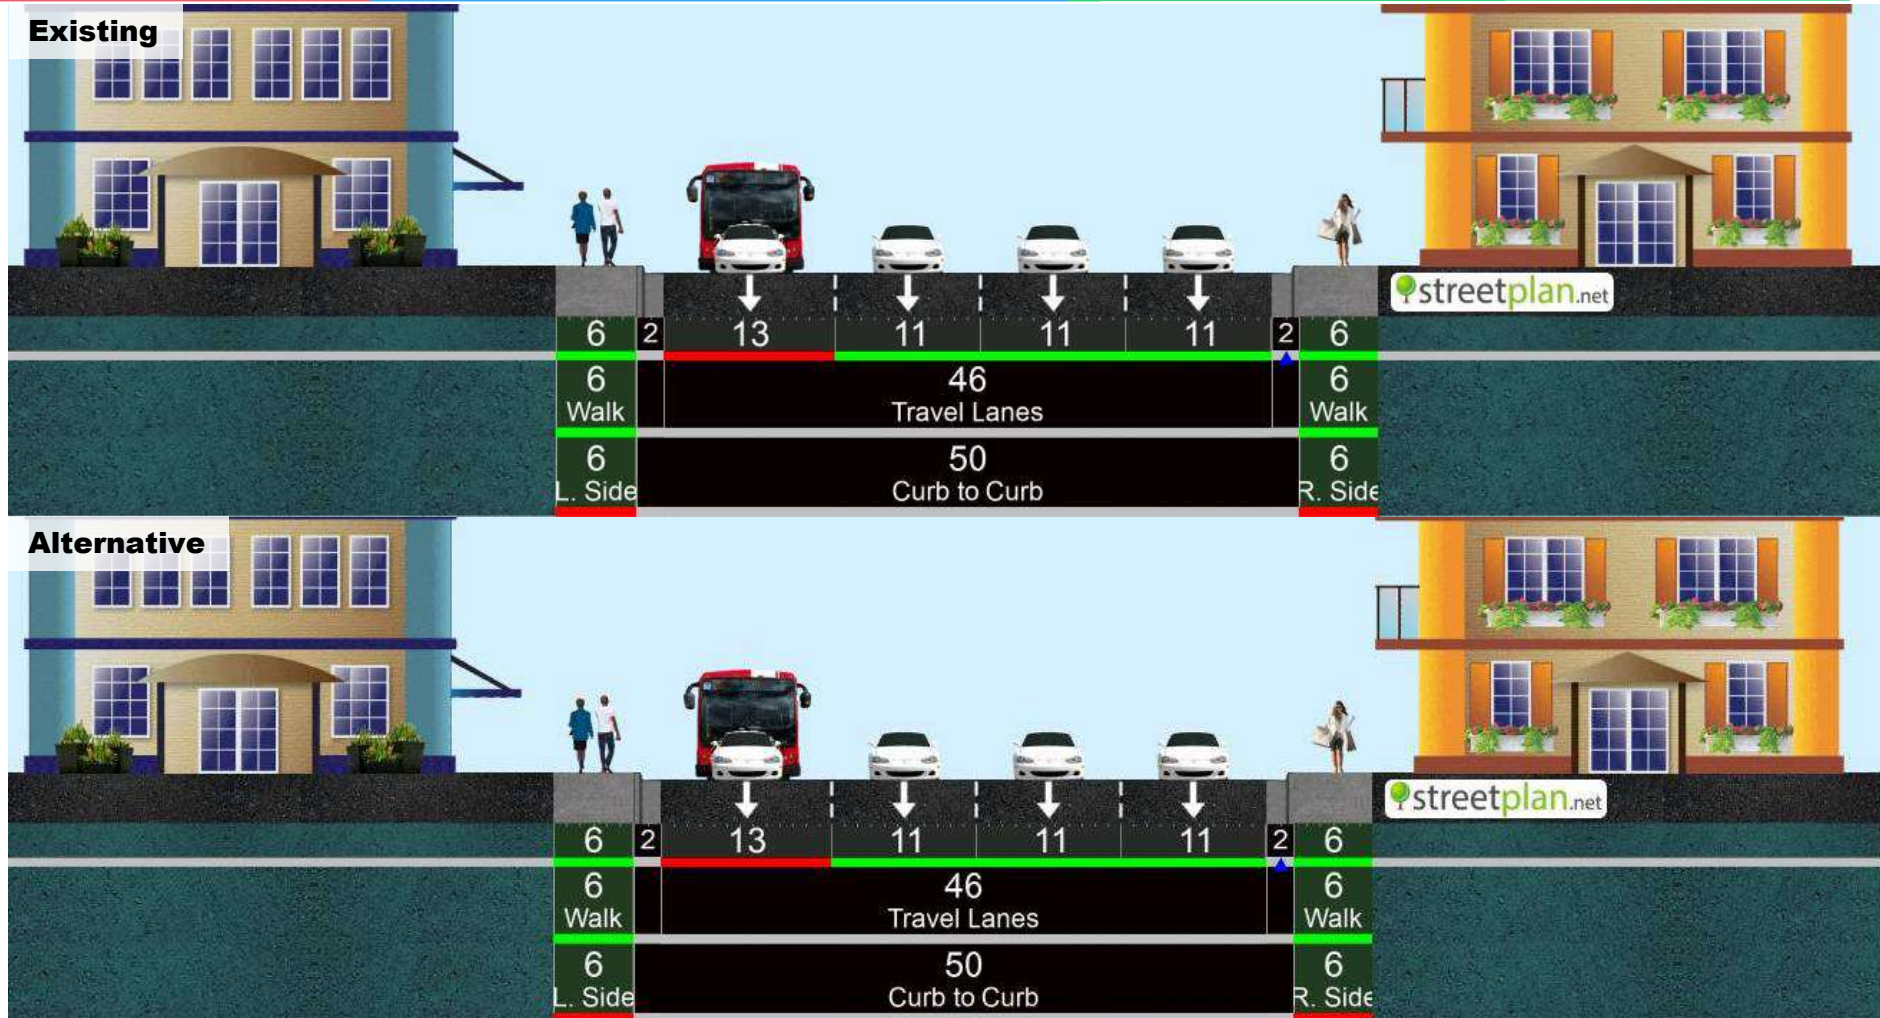 Existing
streetplan.net
6 2 13 11 11 11 2 6
6 46 6
Walk Travel Lanes Walk
6 50 6
L. Side Curb to Curb R. Side
Alternative
streetplan.net
6 2 13 11 11 11 2 6
6 46 6
Walk Travel Lanes Walk
6 50 6
L. Side Curb to Curb R. Side